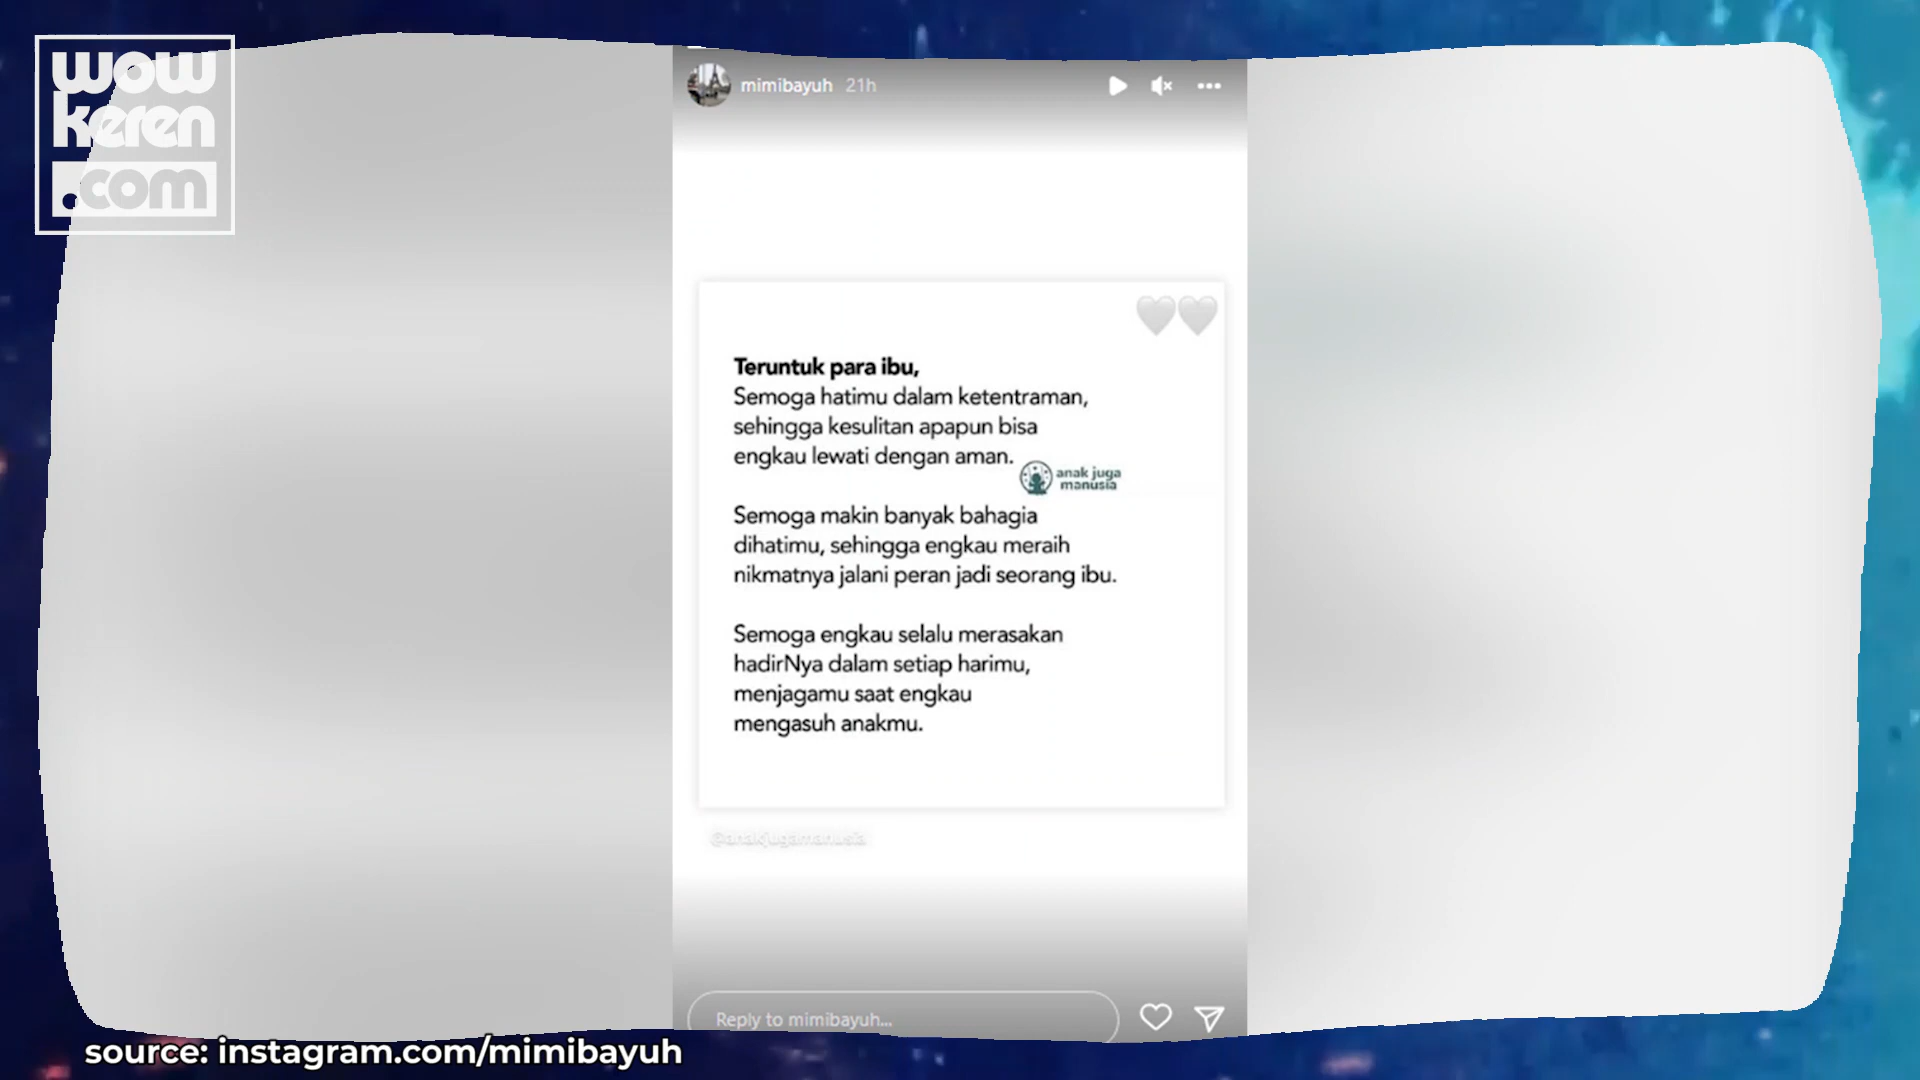 wow
keren
.com
mimibayuh 21h
Teruntuk para ibu,
Semoga hatimu dalam ketentraman,
sehingga kesulitan apapun bisa
engkau lewati dengan aman.
anak juga
manusia
Semoga makin banyak bahagia
dihatimu, sehingga engkau meraih
nikmatnya jalani peran jadi seorang ibu.
Semoga engkau selalu merasakan
hadirNya dalam setiap harimu,
menjagamu saat engkau
mengasuh anakmu.
@anakjugamanusia
Reply to mimibayuh...
source: instagram.com/mimibayuh